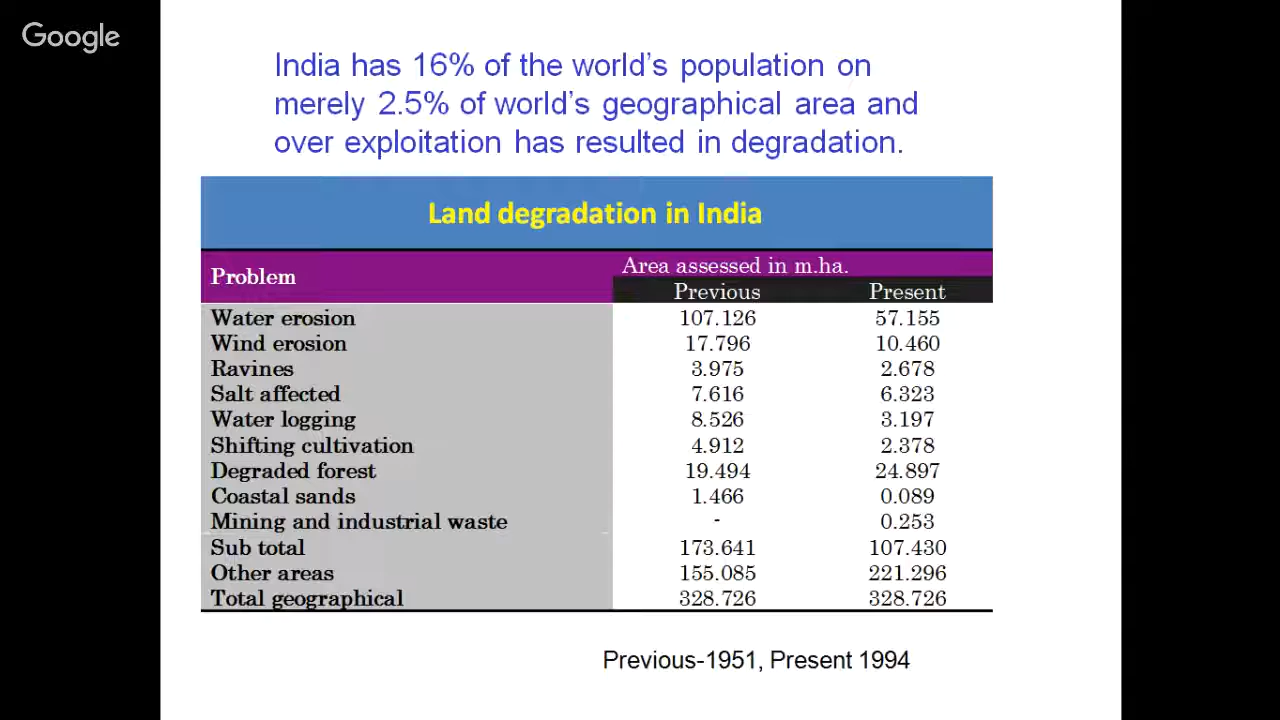 Google
India has 16% of the world's population on
merely 2.5% of world's geographical area and
over exploitation has resulted in degradation.
Land degradation in India
Problem Area assessed in m.ha.
Previous Present
Water erosion 107.126 57.155
Wind erosion 17.796 10.460
Ravines 3.975 2.678
Salt affected 7.616 6.323
Water logging 8.526 3.197
Shifting cultivation 4.912 2.378
Degraded forest 19.494 24.897
Coastal sands 1.466 0.089
Mining and industrial waste - 0.253
Sub total 173.641 107.430
Other areas 155.085 221.296
Total geographical 328.726 328.726
Previous-1951, Present 1994